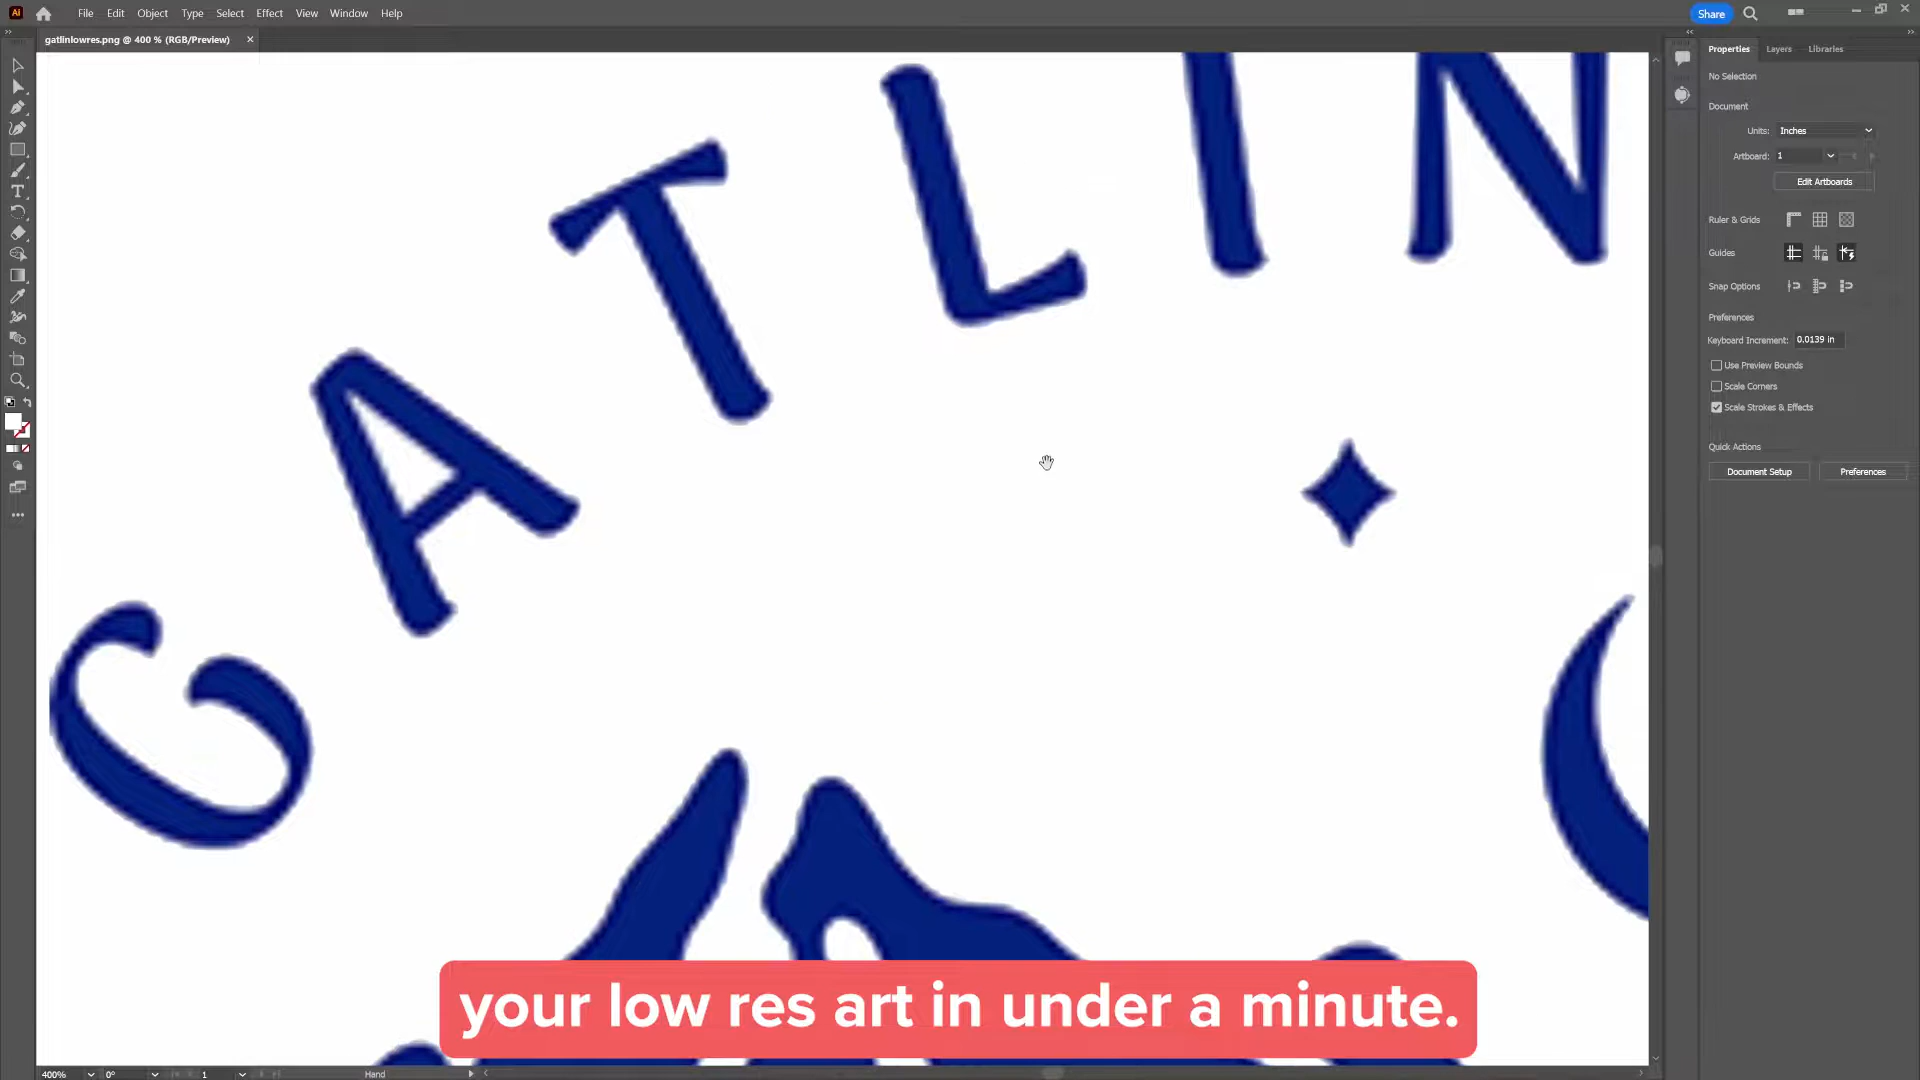 Ai File Edit Object Type Select Effect View Window Help Share
gatlinlowres.png @ 400 % (RGB/Preview)
Properties Layers Libraries
No Selection
Document
Units: Inches
Artboard: 1
Edit Artboards
Ruler & Grids
Guides
Snap Options
Preferences
Keyboard Increment: 0.0139 in
Use Preview Bounds
Scale Corners
Scale Strokes & Effects
Quick Actions
Document Setup Preferences
GATLIN
your low res art in under a minute.
400% 0° 1 Hand